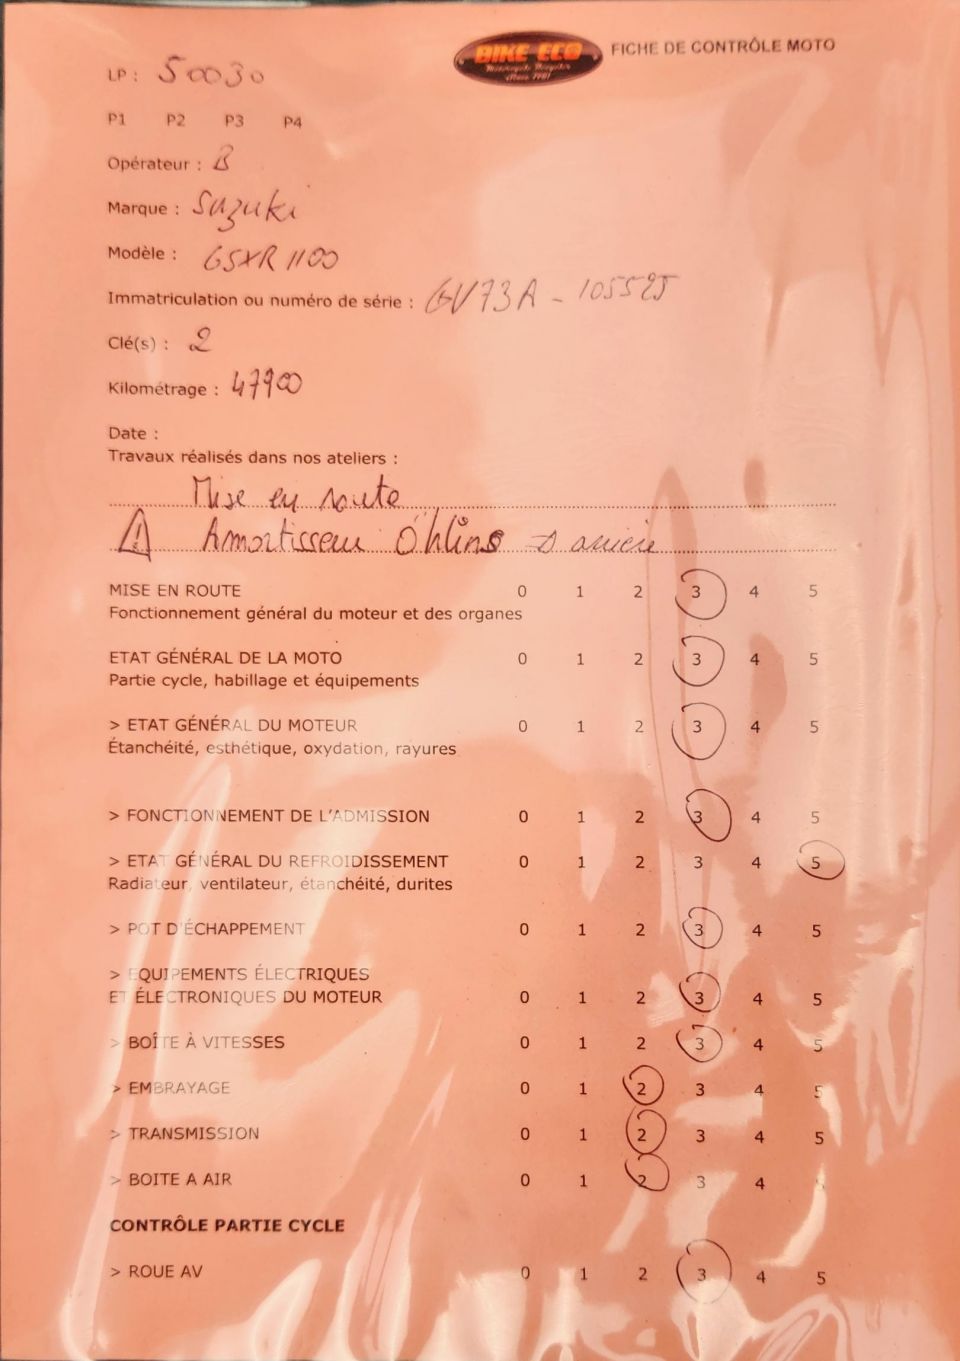 BIKE ECO
Motorcycle Recycler
FICHE DE CONTRÔLE MOTO
LP : 50030
P1 P2 P3 P4
Opérateur : B
Marque : Suzuki
Modèle : GSXR 1100
Immatriculation ou numéro de série : GV73A - 105525
Clé(s) : 2
Kilométrage : 47900
Date :
Travaux réalisés dans nos ateliers :
Mise en route
! Amortisseur Öhlins → arrière
MISE EN ROUTE 0 1 2 3 4 5
Fonctionnement général du moteur et des organes
ETAT GÉNÉRAL DE LA MOTO 0 1 2 3 4 5
Partie cycle, habillage et équipements
> ETAT GÉNÉRAL DU MOTEUR 0 1 2 3 4 5
Étanchéité, esthétique, oxydation, rayures
> FONCTIONNEMENT DE L'ADMISSION 0 1 2 3 4 5
> ETAT GÉNÉRAL DU REFROIDISSEMENT 0 1 2 3 4 5
Radiateur, ventilateur, étanchéité, durites
> POT D'ÉCHAPPEMENT 0 1 2 3 4 5
> EQUIPEMENTS ÉLECTRIQUES
ET ÉLECTRONIQUES DU MOTEUR 0 1 2 3 4 5
> BOÎTE À VITESSES 0 1 2 3 4 5
> EMBRAYAGE 0 1 2 3 4 5
> TRANSMISSION 0 1 2 3 4 5
> BOITE A AIR 0 1 2 3 4 5
CONTRÔLE PARTIE CYCLE
> ROUE AV 0 1 2 3 4 5